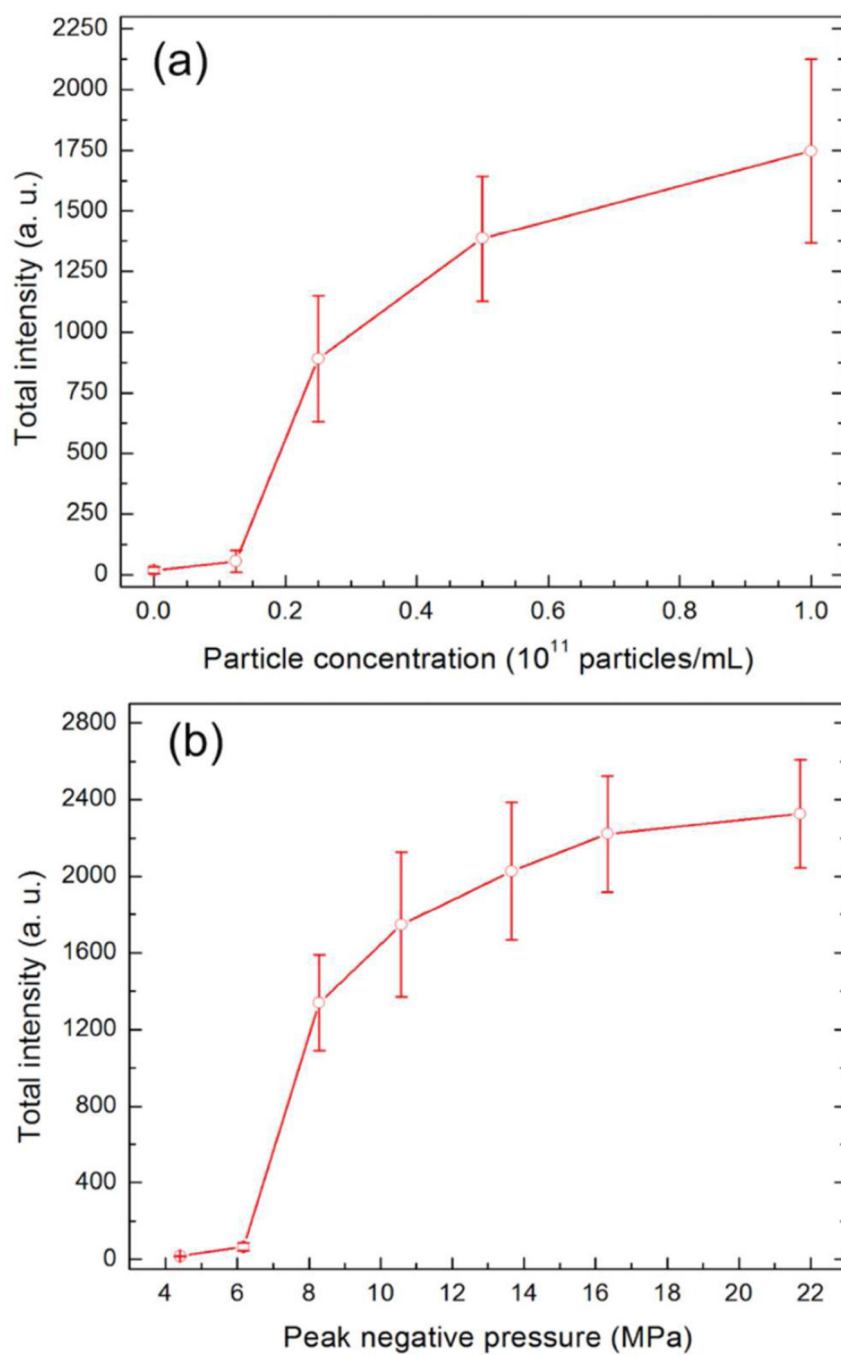 (a)
Total intensity (a. u.)
2250
2000
1750
1500
1250
1000
750
500
250
0
0.0 0.2 0.4 0.6 0.8 1.0
Particle concentration (10¹¹ particles/mL)
(b)
Total intensity (a. u.)
2800
2400
2000
1600
1200
800
400
0
4 6 8 10 12 14 16 18 20 22
Peak negative pressure (MPa)